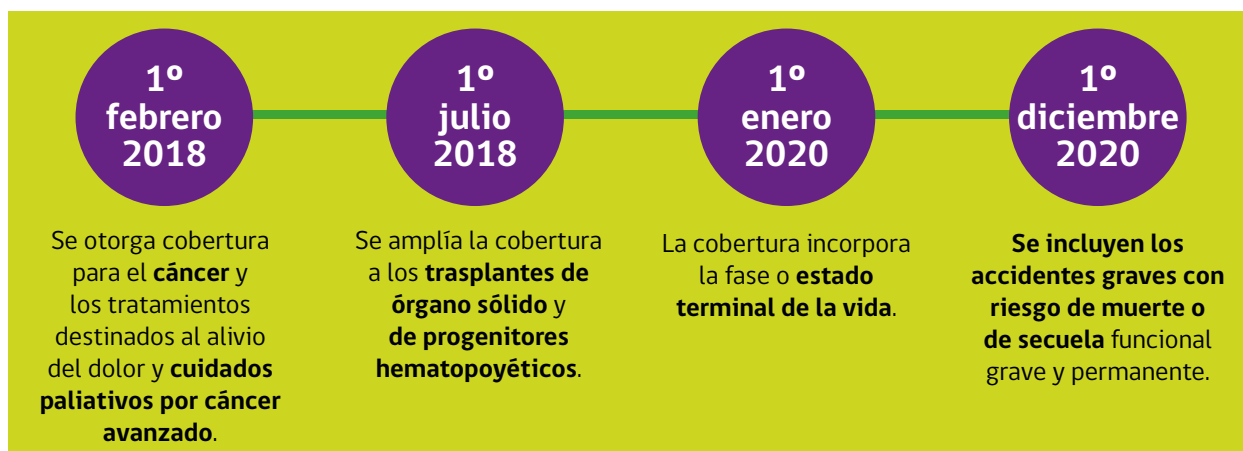 1º
febrero
2018
Se otorga cobertura
para el cáncer y
los tratamientos
destinados al alivio
del dolor y cuidados
paliativos por cáncer
avanzado.
1º
julio
2018
Se amplía la cobertura
a los trasplantes de
órgano sólido y
de progenitores
hematopoyéticos.
1º
enero
2020
La cobertura incorpora
la fase o estado
terminal de la vida.
1º
diciembre
2020
Se incluyen los
accidentes graves con
riesgo de muerte o
de secuela funcional
grave y permanente.